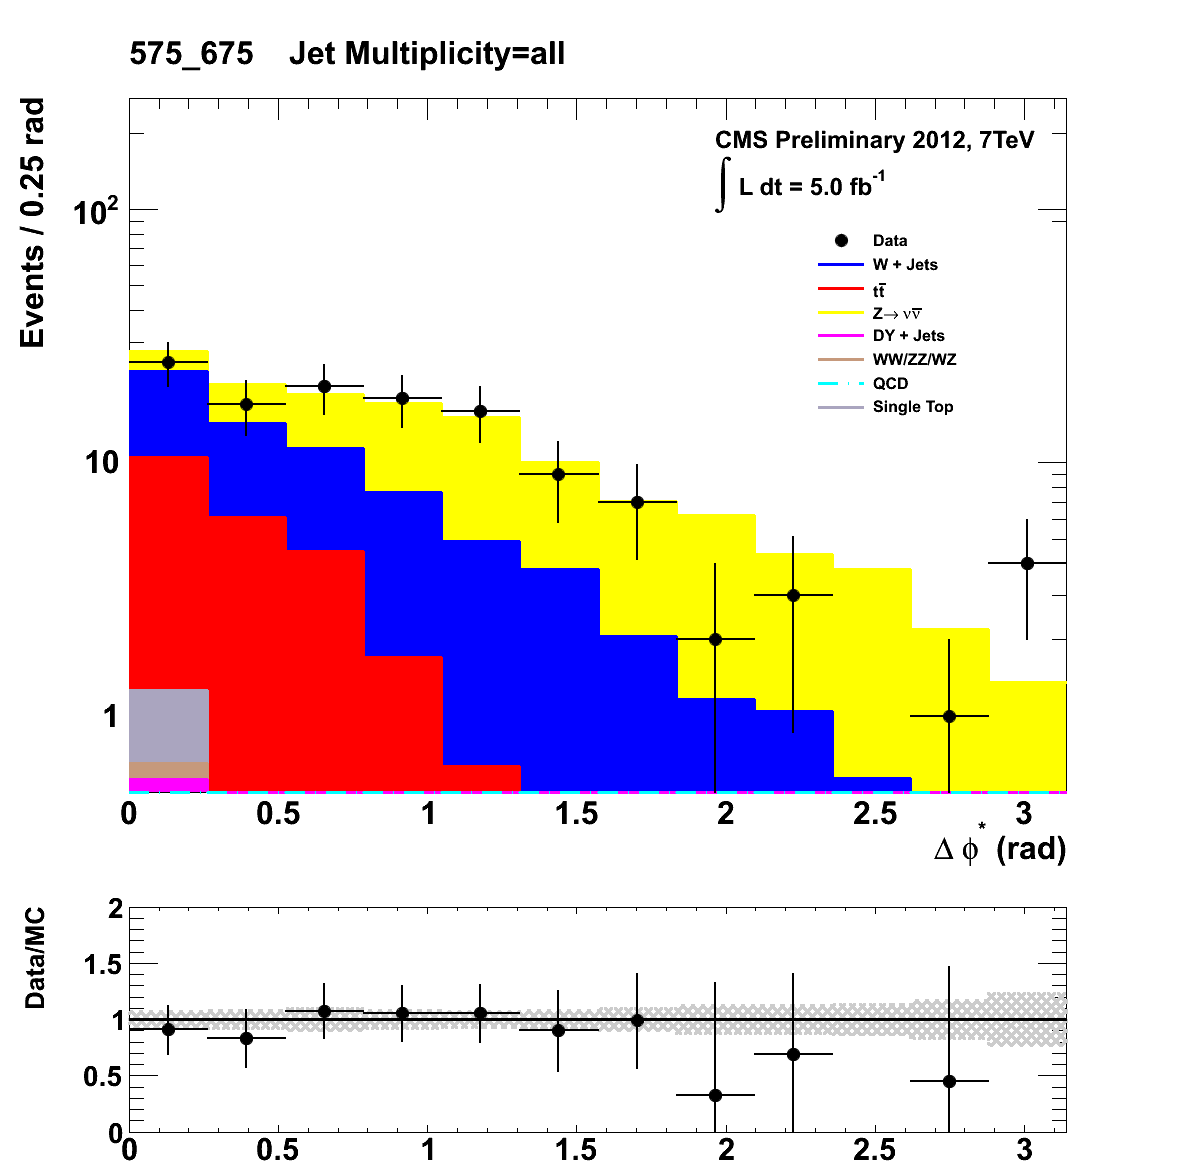 575_675 Jet Multiplicity=all
Events / 0.25 rad
CMS Preliminary 2012, 7TeV
∫ L dt = 5.0 fb⁻¹
Data
W + Jets
tt̅
Z→ νν̅
DY + Jets
WW/ZZ/WZ
QCD
Single Top
10²
10
1
0 0.5 1 1.5 2 2.5 3
Δ ϕ* (rad)
Data/MC
2
1.5
1
0.5
0
0 0.5 1 1.5 2 2.5 3